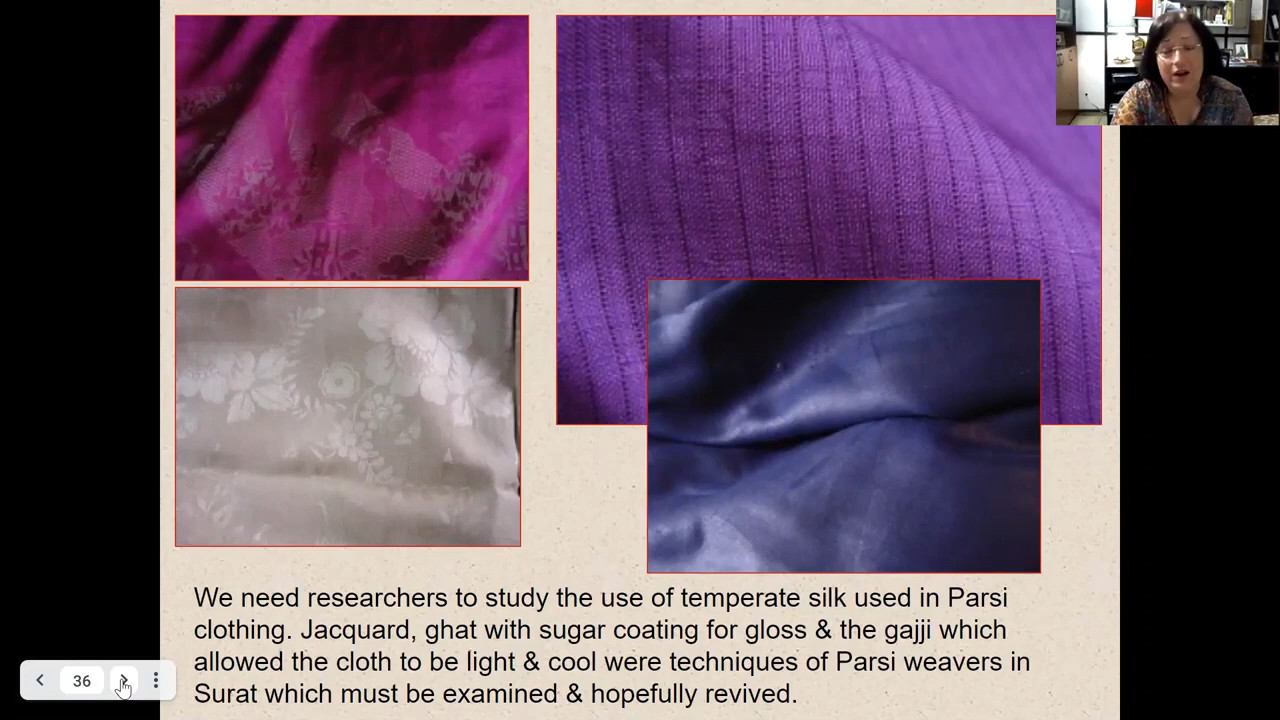 We need researchers to study the use of temperate silk used in Parsi
clothing. Jacquard, ghat with sugar coating for gloss & the gajji which
allowed the cloth to be light & cool were techniques of Parsi weavers in
Surat which must be examined & hopefully revived.
36